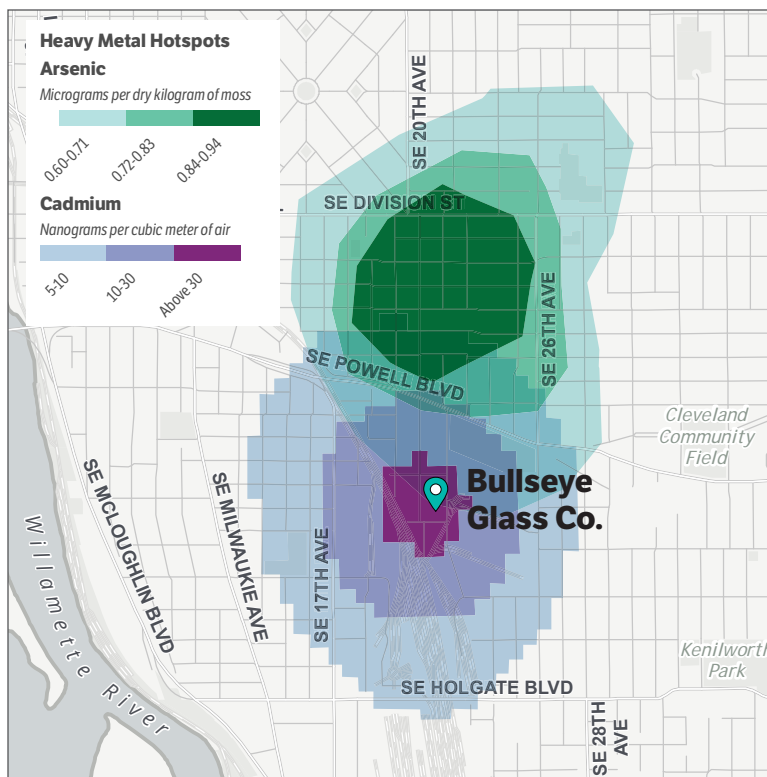 Heavy Metal Hotspots
Arsenic
Micrograms per dry kilogram of moss
0.60-0.71
0.72-0.83
0.84-0.94
Cadmium
Nanograms per cubic meter of air
5-10
10-30
Above 30
SE 20TH AVE
SE DIVISION ST
SE 26TH AVE
SE POWELL BLVD
Cleveland
Community
Field
Bullseye
Glass Co.
SE MCLOUGHLIN BLVD
SE MILWAUKIE AVE
SE 17TH AVE
Willamette River
Kenilworth
Park
SE HOLGATE BLVD
SE 28TH
AVE